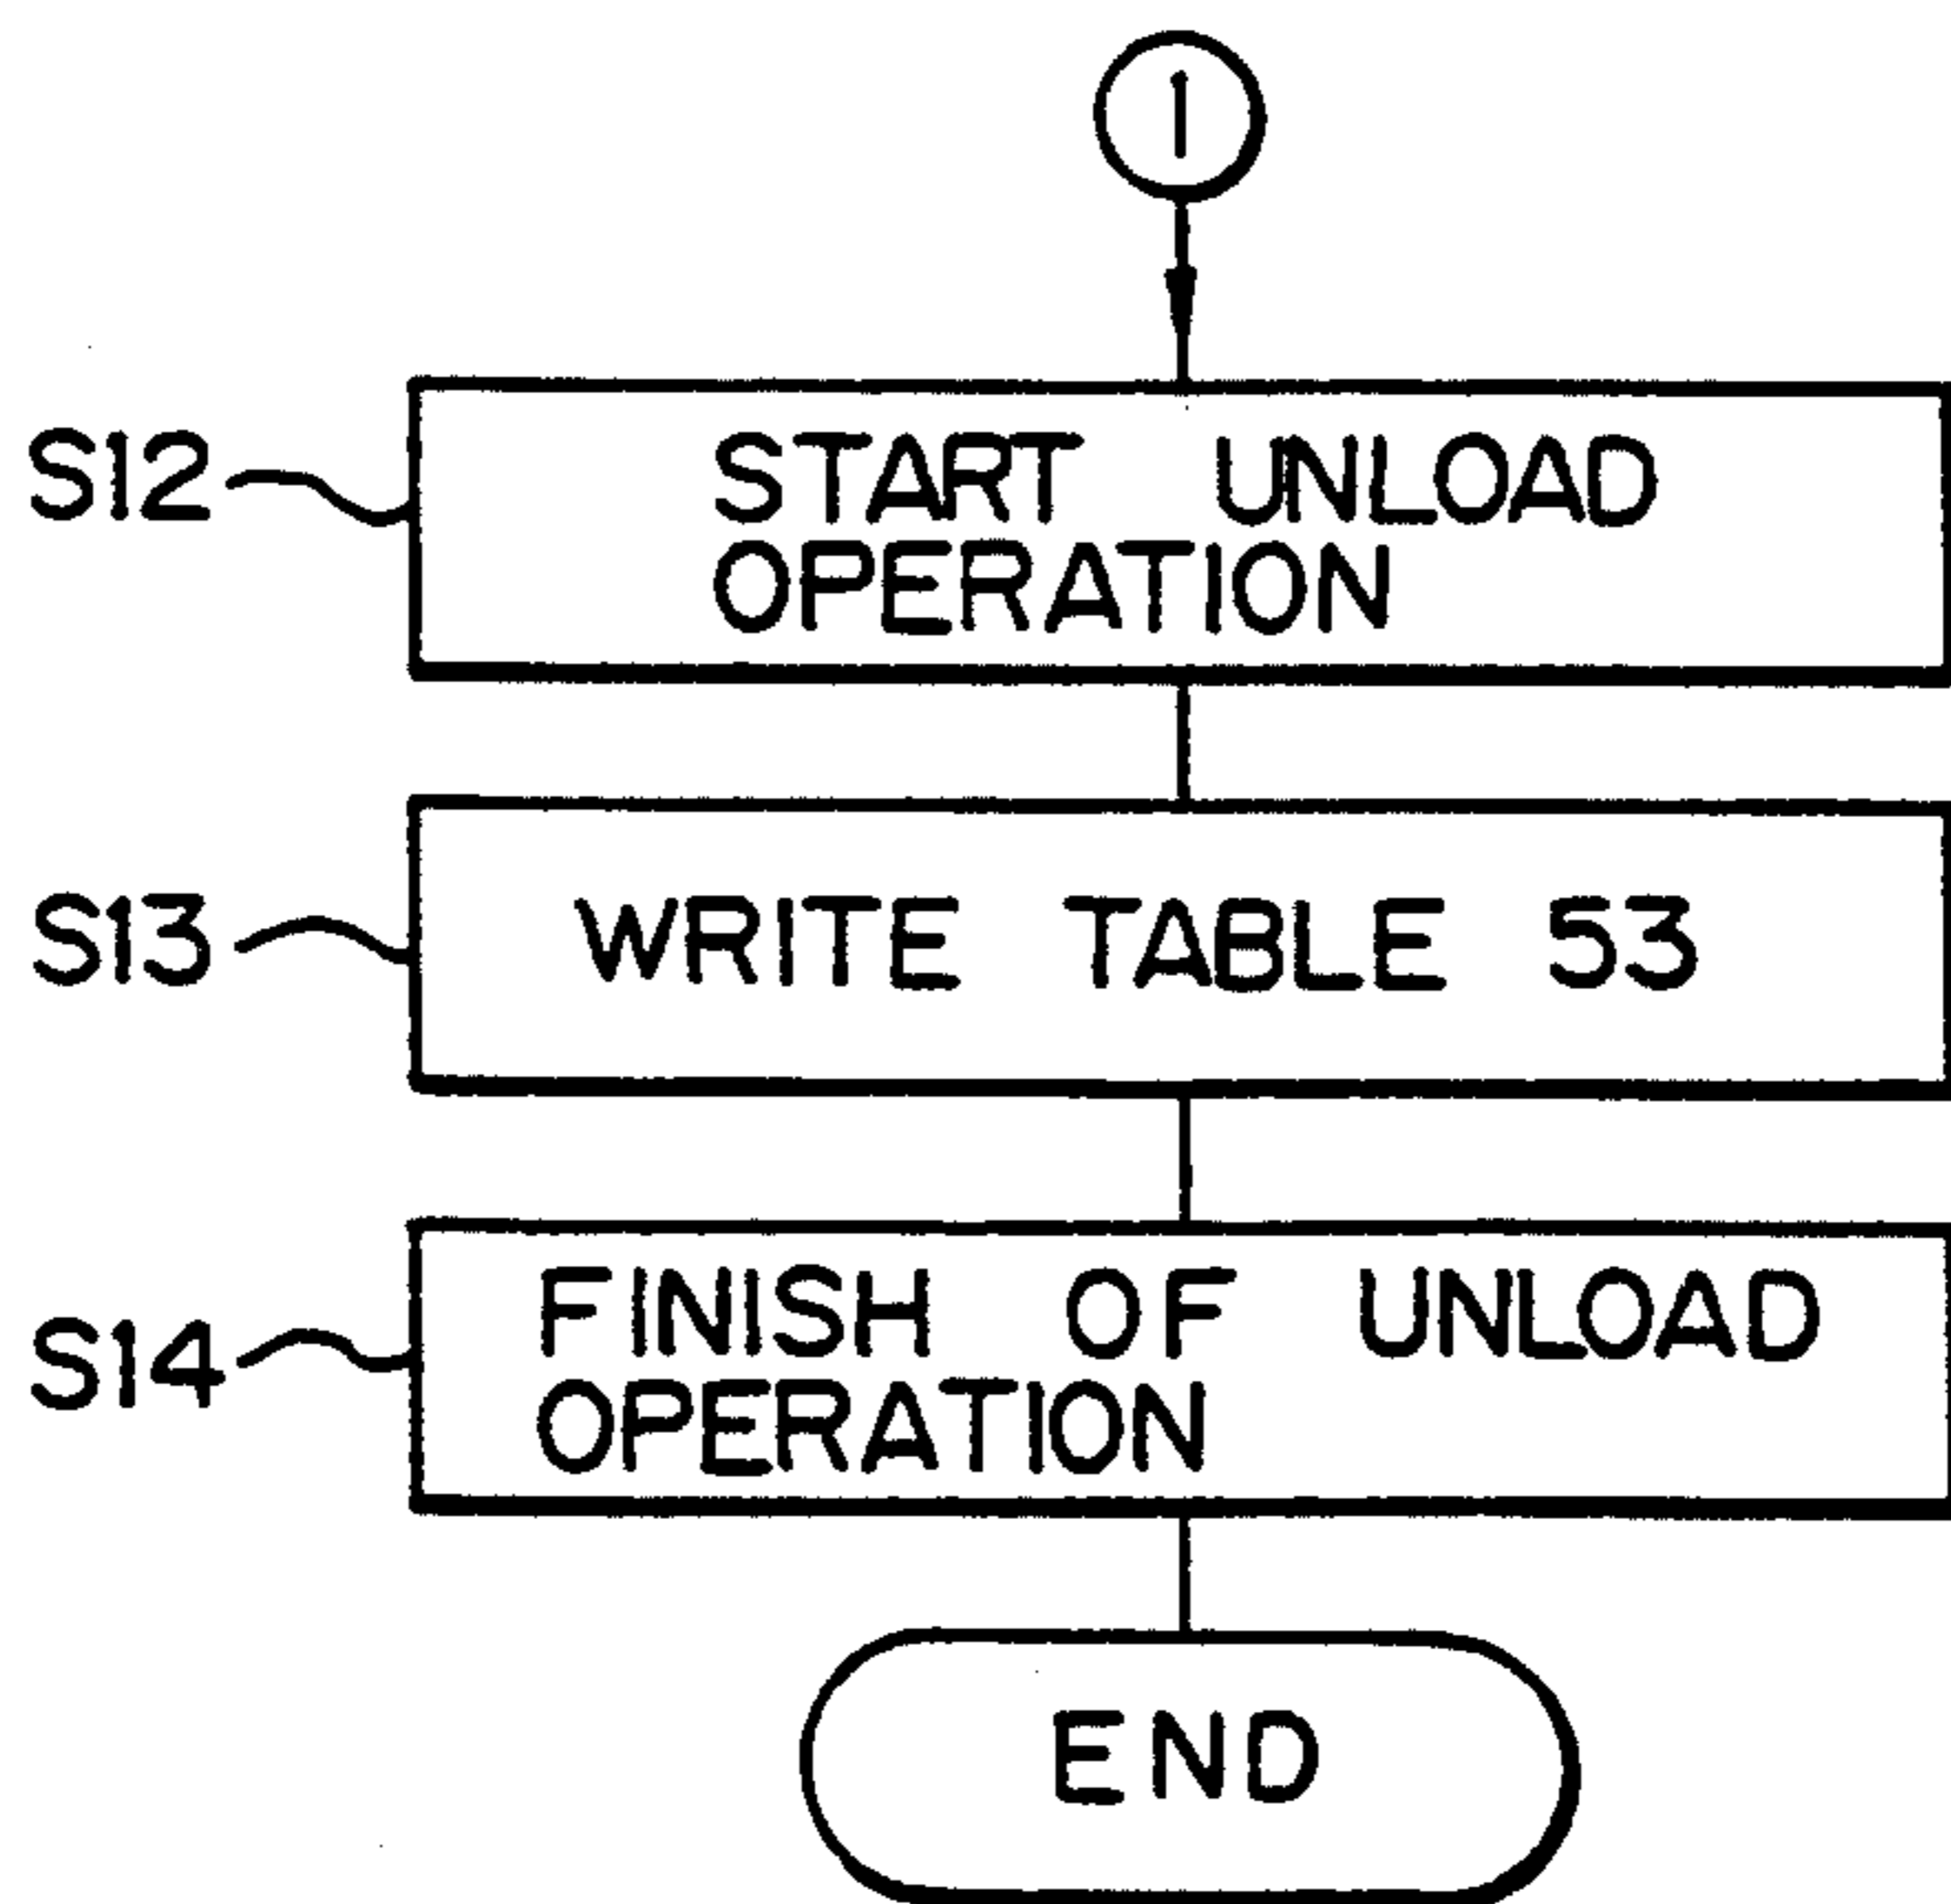 1
S12
START UNLOAD
OPERATION
S13
WRITE TABLE 53
S14
FINISH OF UNLOAD
OPERATION
END